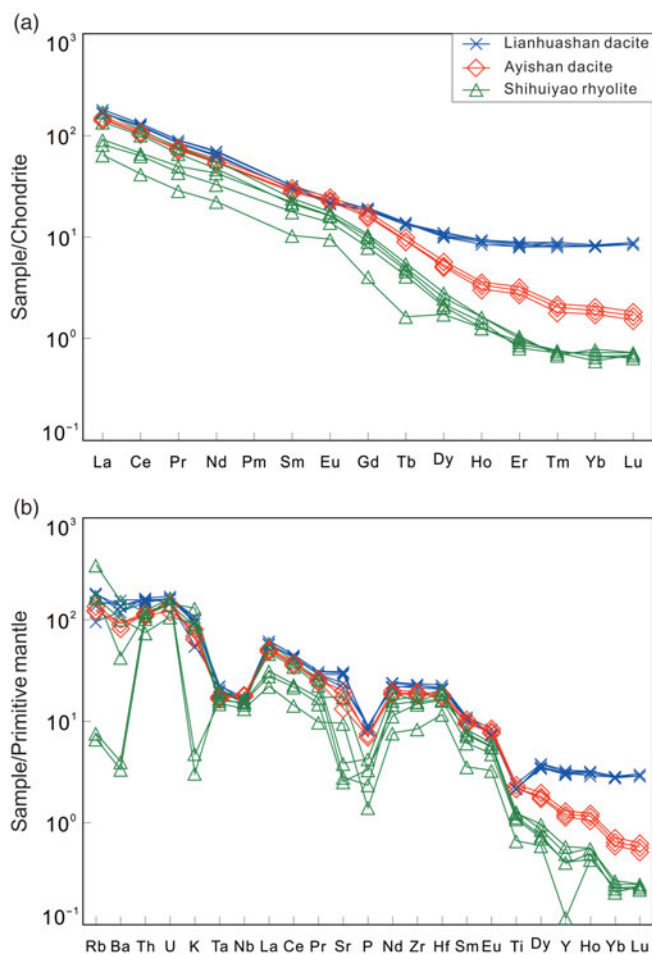 (a)
10³
10²
10¹
10⁰
10⁻¹
Sample/Chondrite
Lianhuashan dacite
Ayishan dacite
Shihuiyao rhyolite
La Ce Pr Nd Pm Sm Eu Gd Tb Dy Ho Er Tm Yb Lu
(b)
10³
10²
10¹
10⁰
10⁻¹
Sample/Primitive mantle
Rb Ba Th U K Ta Nb La Ce Pr Sr P Nd Zr Hf Sm Eu Ti Dy Y Ho Yb Lu